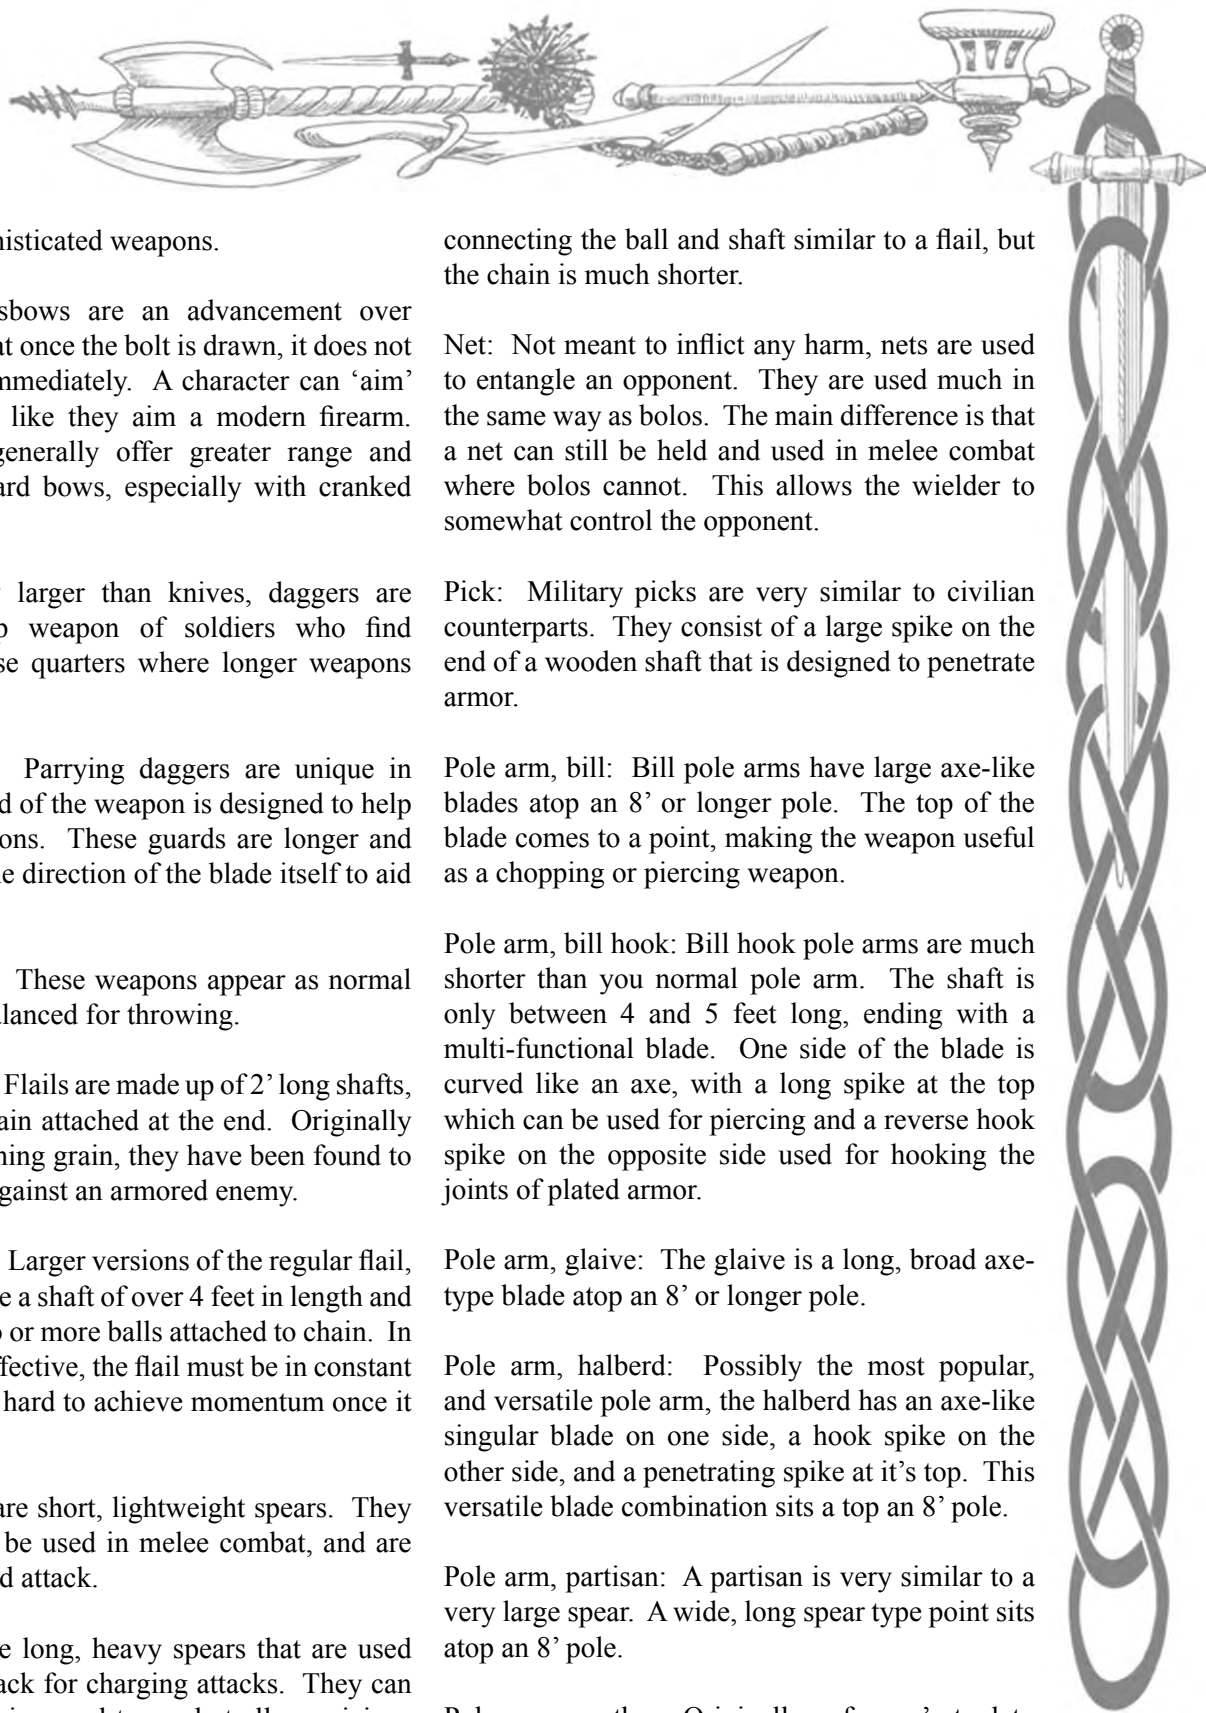 sophisticated weapons.
sbows are an advancement over
at once the bolt is drawn, it does not
mmediately. A character can ‘aim’
like they aim a modern firearm.
generally offer greater range and
ard bows, especially with cranked
larger than knives, daggers are
p weapon of soldiers who find
se quarters where longer weapons
Parrying daggers are unique in
d of the weapon is designed to help
ons. These guards are longer and
e direction of the blade itself to aid
These weapons appear as normal
alanced for throwing.
Flails are made up of 2’ long shafts,
ain attached at the end. Originally
hing grain, they have been found to
gainst an armored enemy.
Larger versions of the regular flail,
e a shaft of over 4 feet in length and
o or more balls attached to chain. In
ffective, the flail must be in constant
hard to achieve momentum once it
are short, lightweight spears. They
be used in melee combat, and are
d attack.
e long, heavy spears that are used
ack for charging attacks. They can
connecting the ball and shaft similar to a flail, but
the chain is much shorter.
Net: Not meant to inflict any harm, nets are used
to entangle an opponent. They are used much in
the same way as bolos. The main difference is that
a net can still be held and used in melee combat
where bolos cannot. This allows the wielder to
somewhat control the opponent.
Pick: Military picks are very similar to civilian
counterparts. They consist of a large spike on the
end of a wooden shaft that is designed to penetrate
armor.
Pole arm, bill: Bill pole arms have large axe-like
blades atop an 8’ or longer pole. The top of the
blade comes to a point, making the weapon useful
as a chopping or piercing weapon.
Pole arm, bill hook: Bill hook pole arms are much
shorter than you normal pole arm. The shaft is
only between 4 and 5 feet long, ending with a
multi-functional blade. One side of the blade is
curved like an axe, with a long spike at the top
which can be used for piercing and a reverse hook
spike on the opposite side used for hooking the
joints of plated armor.
Pole arm, glaive: The glaive is a long, broad axe-
type blade atop an 8’ or longer pole.
Pole arm, halberd: Possibly the most popular,
and versatile pole arm, the halberd has an axe-like
singular blade on one side, a hook spike on the
other side, and a penetrating spike at it’s top. This
versatile blade combination sits a top an 8’ pole.
Pole arm, partisan: A partisan is very similar to a
very large spear. A wide, long spear type point sits
atop an 8’ pole.